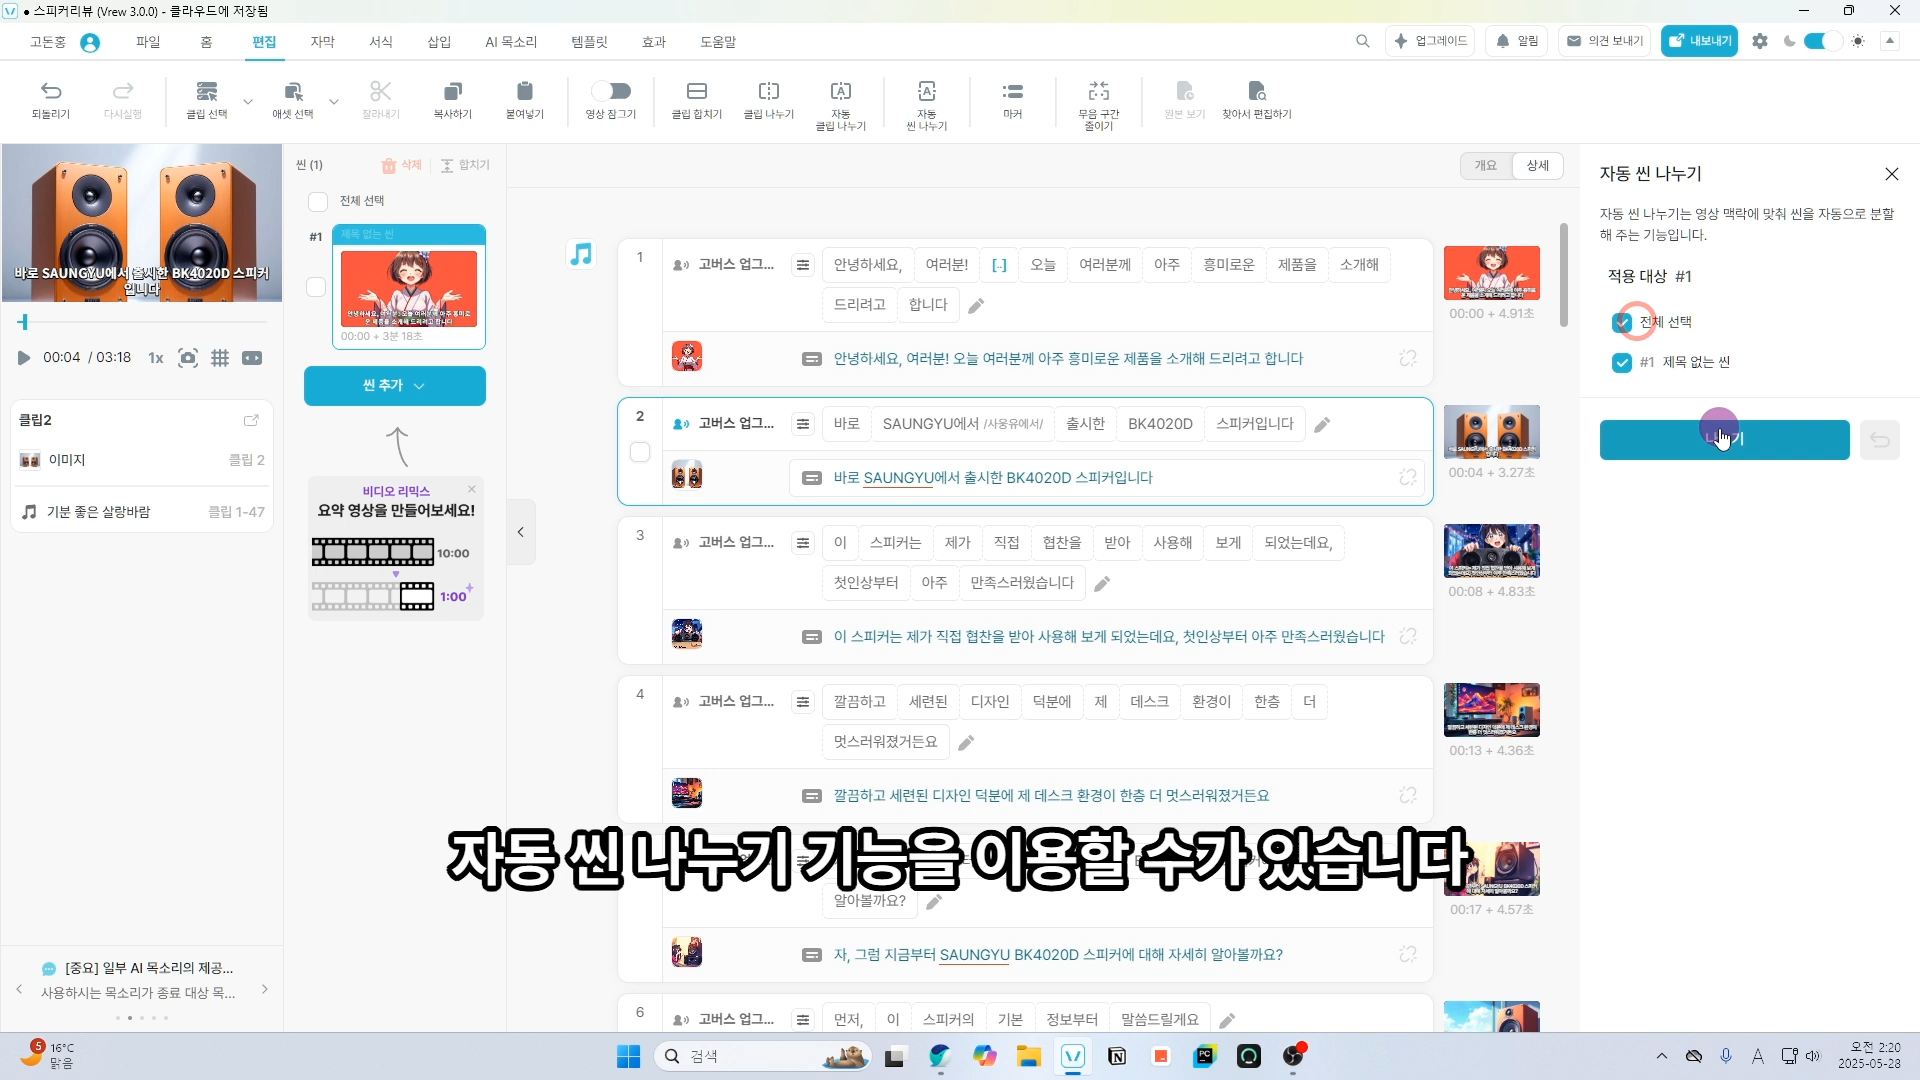 ● 스피커리뷰 (Vrew 3.0.0) - 클라우드에 저장됨
고돈홍 파일 홈 편집 자막 서식 삽입 AI 목소리 템플릿 효과 도움말 업그레이드 알림 의견 보내기 내보내기
되돌리기 다시실행 클립 선택 애셋 선택 잘라내기 복사하기 붙여넣기 영상 잠그기 클립 합치기 클립 나누기 자동 클립 나누기 자동 씬 나누기 마커 무음 구간 줄이기 원본 보기 찾아서 편집하기
바로 SAUNGYU에서 출시한 BK4020D 스피커
입니다
00:04 / 03:18 1x
클립2
이미지 클립 2
기분 좋은 살랑바람 클립 1-47
[중요] 일부 AI 목소리의 제공...
사용하시는 목소리가 종료 대상 목...
씬 (1) 삭제 합치기
전체 선택
#1 제목 없는 씬
안녕하세요, 여러분! 오늘 여러분께 아주 흥미로
운 제품을 소개해 드리려고 합니다
00:00 + 3분 18초
씬 추가
비디오 리믹스
요약 영상을 만들어보세요!
10:00
1:00
개요 상세
1 고버스 업그... 안녕하세요, 여러분! [..] 오늘 여러분께 아주 흥미로운 제품을 소개해
드리려고 합니다
안녕하세요, 여러분! 오늘 여러분께 아주 흥미로운 제품을 소개해 드리려고 합니다
00:00 + 4.91초
2 고버스 업그... 바로 SAUNGYU에서 /사웅유에서/ 출시한 BK4020D 스피커입니다
바로 SAUNGYU에서 출시한 BK4020D 스피커입니다
00:04 + 3.27초
3 고버스 업그... 이 스피커는 제가 직접 협찬을 받아 사용해 보게 되었는데요,
첫인상부터 아주 만족스러웠습니다
이 스피커는 제가 직접 협찬을 받아 사용해 보게 되었는데요, 첫인상부터 아주 만족스러웠습니다
00:08 + 4.83초
4 고버스 업그... 깔끔하고 세련된 디자인 덕분에 제 데스크 환경이 한층 더
멋스러워졌거든요
깔끔하고 세련된 디자인 덕분에 제 데스크 환경이 한층 더 멋스러워졌거든요
00:13 + 4.36초
자동 씬 나누기 기능을 이용할 수가 있습니다
알아볼까요?
자, 그럼 지금부터 SAUNGYU BK4020D 스피커에 대해 자세히 알아볼까요?
00:17 + 4.57초
6 고버스 업그... 먼저, 이 스피커의 기본 정보부터 말씀드릴게요
자동 씬 나누기
자동 씬 나누기는 영상 맥락에 맞춰 씬을 자동으로 분할
해 주는 기능입니다.
적용 대상 #1
전체 선택
#1 제목 없는 씬
5 16°C
맑음
검색
A
오전 2:20
2025-05-28